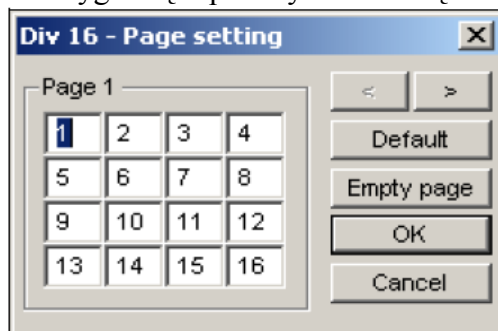 Div 16 - Page setting
Page 1
< >
1 2 3 4
Default
5 6 7 8
Empty page
9 10 11 12
OK
13 14 15 16
Cancel